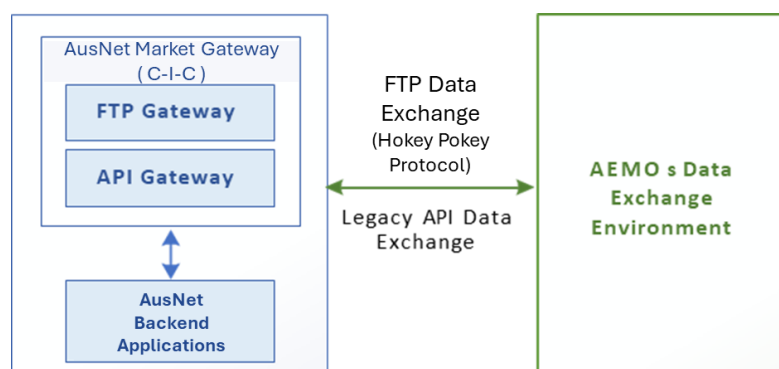 AusNet Market Gateway
( C-I-C )
FTP Gateway
API Gateway
AusNet
Backend
Applications
FTP Data
Exchange
(Hokey Pokey
Protocol)
Legacy API Data
Exchange
AEMO s Data
Exchange
Environment